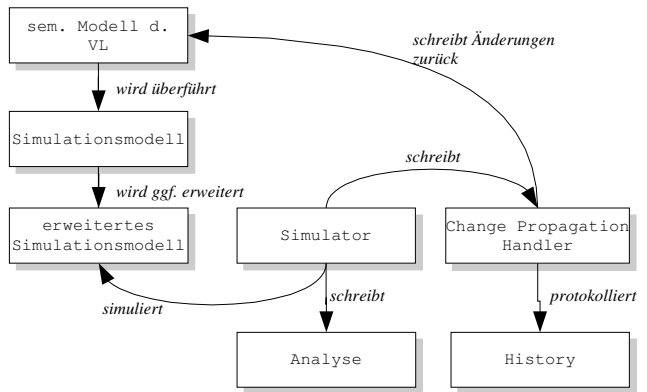 sem. Modell d.
VL
schreibt Änderungen
zurück
wird überführt
Simulationsmodell
schreibt
wird ggf. erweitert
erweitertes
Simulationsmodell
Simulator
Change Propagation
Handler
simuliert
schreibt
protokolliert
Analyse
History